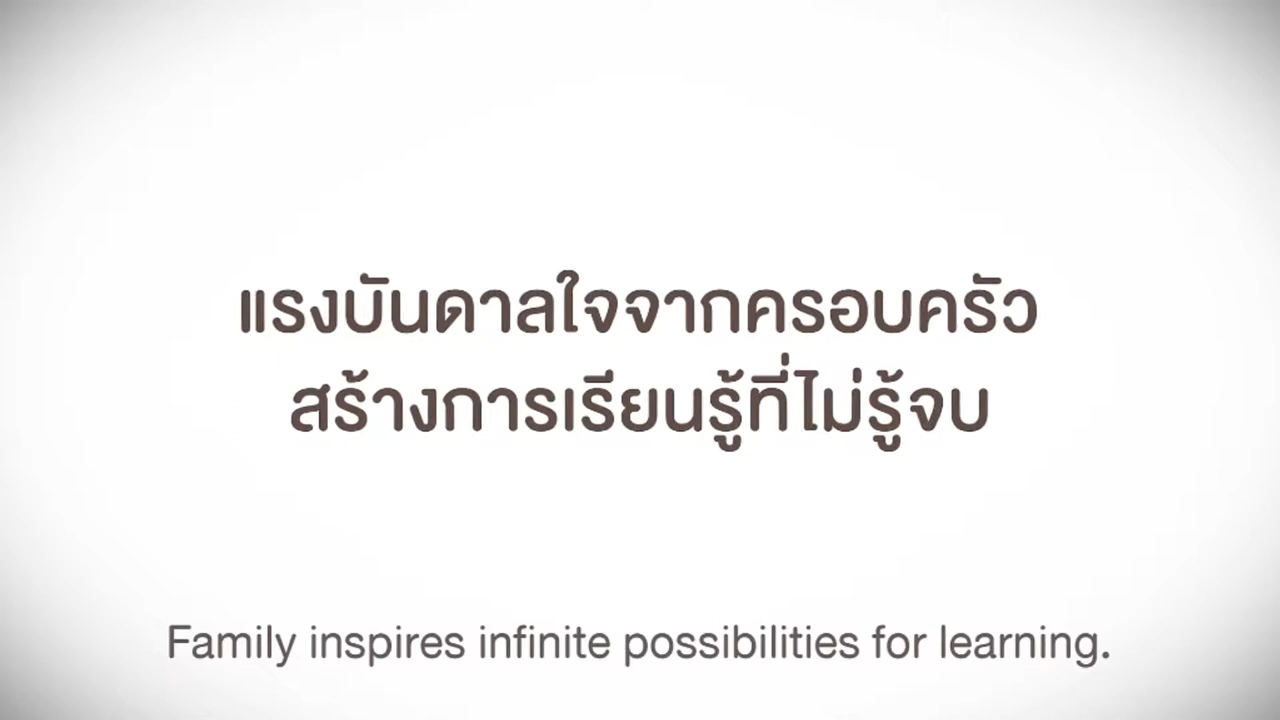 แรงบันดาลใจจากครอบครัว
สร้างการเรียนรู้ที่ไม่รู้จบ
Family inspires infinite possibilities for learning.